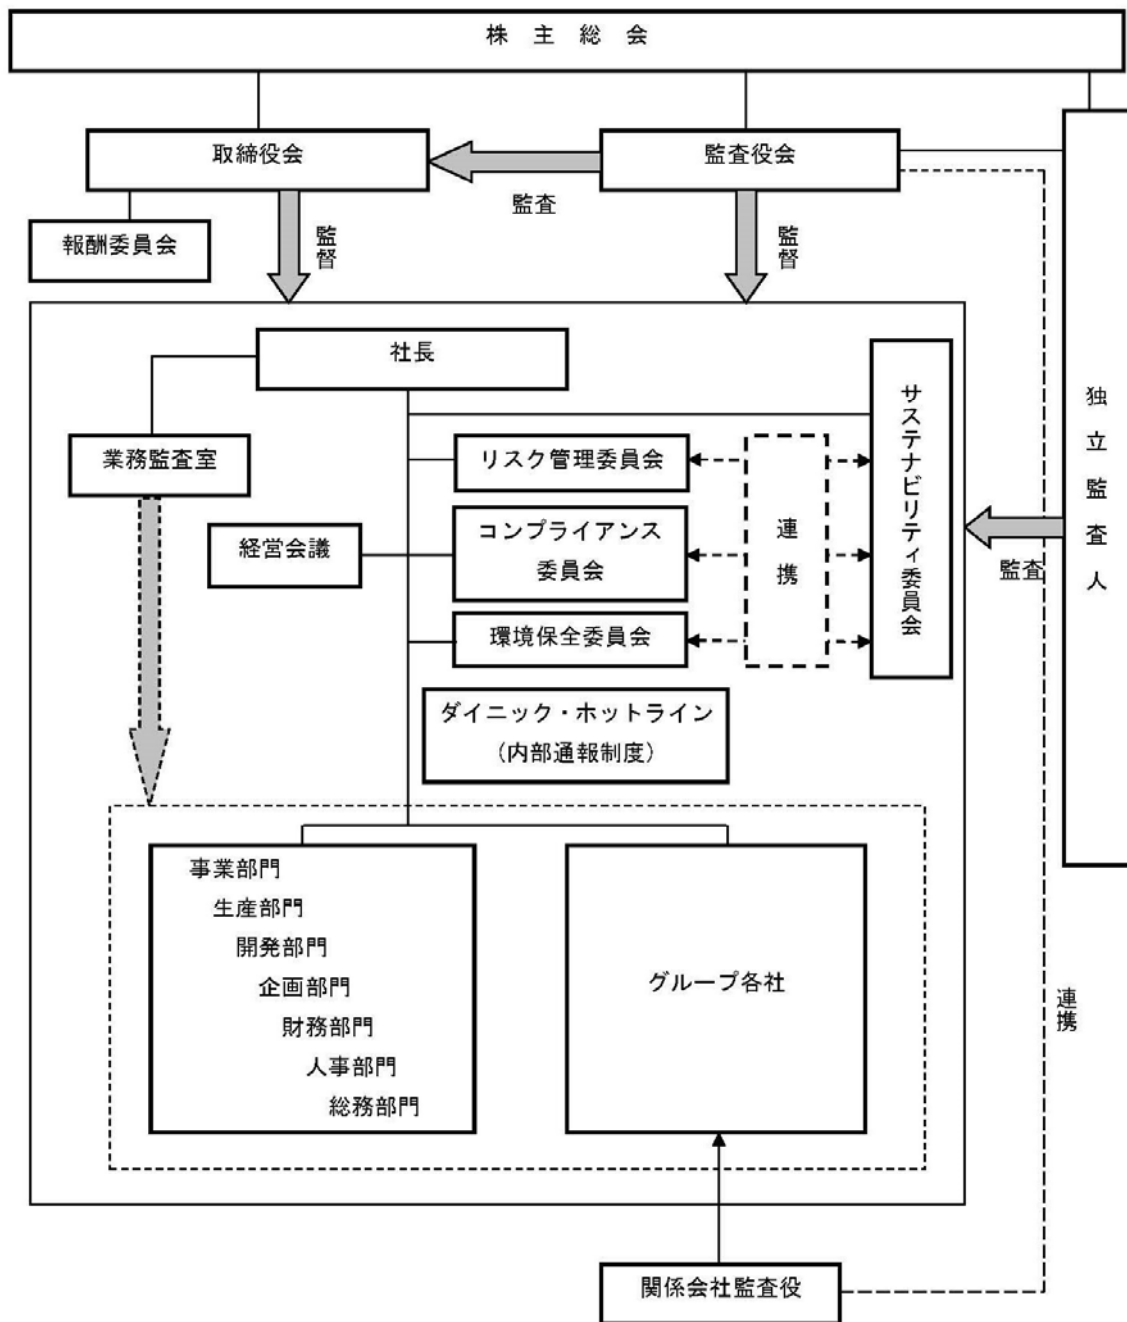 株主総会
取締役会
監査役会
監査
報酬委員会
監督
監督
社長
業務監査室
リスク管理委員会
経営会議
コンプライアンス
委員会
環境保全委員会
連携
サステナビリティ委員会
監査
独立監査人
ダイニック・ホットライン
（内部通報制度）
事業部門
生産部門
開発部門
企画部門
財務部門
人事部門
総務部門
グループ各社
連携
関係会社監査役